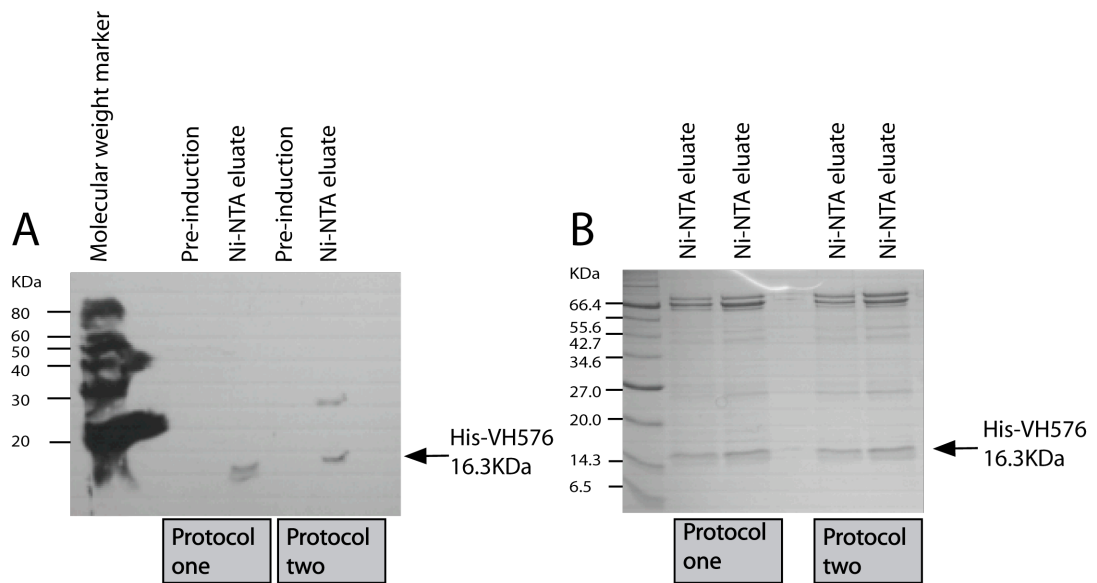 A
Molecular weight marker
Pre-induction
Ni-NTA eluate
Pre-induction
Ni-NTA eluate
KDa
80
60
50
40
30
20
His-VH576
16.3KDa
Protocol
one
Protocol
two
B
Ni-NTA eluate
Ni-NTA eluate
Ni-NTA eluate
Ni-NTA eluate
KDa
66.4
55.6
42.7
34.6
27.0
20.0
14.3
6.5
His-VH576
16.3KDa
Protocol
one
Protocol
two